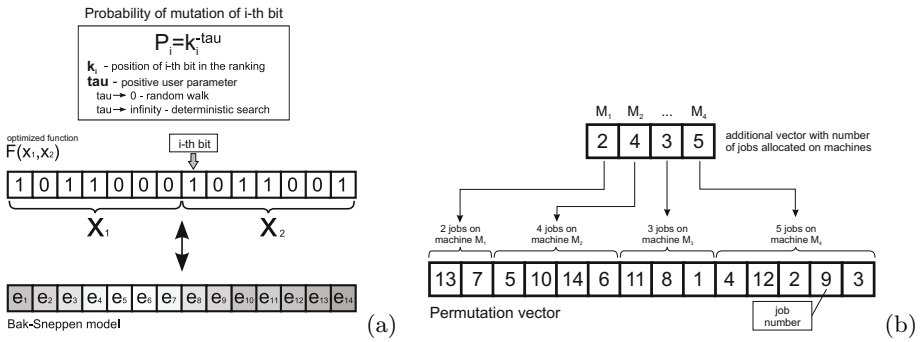 Probability of mutation of i-th bit
Pᵢ=kᵢ^-tau
kᵢ - position of i-th bit in the ranking
tau - positive user parameter
tau → 0 - random walk
tau → infinity - deterministic search
optimized function
F(x₁,x₂)
i-th bit
1 0 1 1 0 0 0 1 0 1 1 0 0 1
X₁ X₂
e₁ e₂ e₃ e₄ e₅ e₆ e₇ e₈ e₉ e₁₀ e₁₁ e₁₂ e₁₃ e₁₄
Bak-Sneppen model
(a)
M₁ M₂ ... M₄
2 4 3 5
additional vector with number
of jobs allocated on machines
2 jobs on
machine M₁
4 jobs on
machine M₂
3 jobs on
machine M₃
5 jobs on
machine M₄
13 7 5 10 14 6 11 8 1 4 12 2 9 3
Permutation vector
job
number
(b)